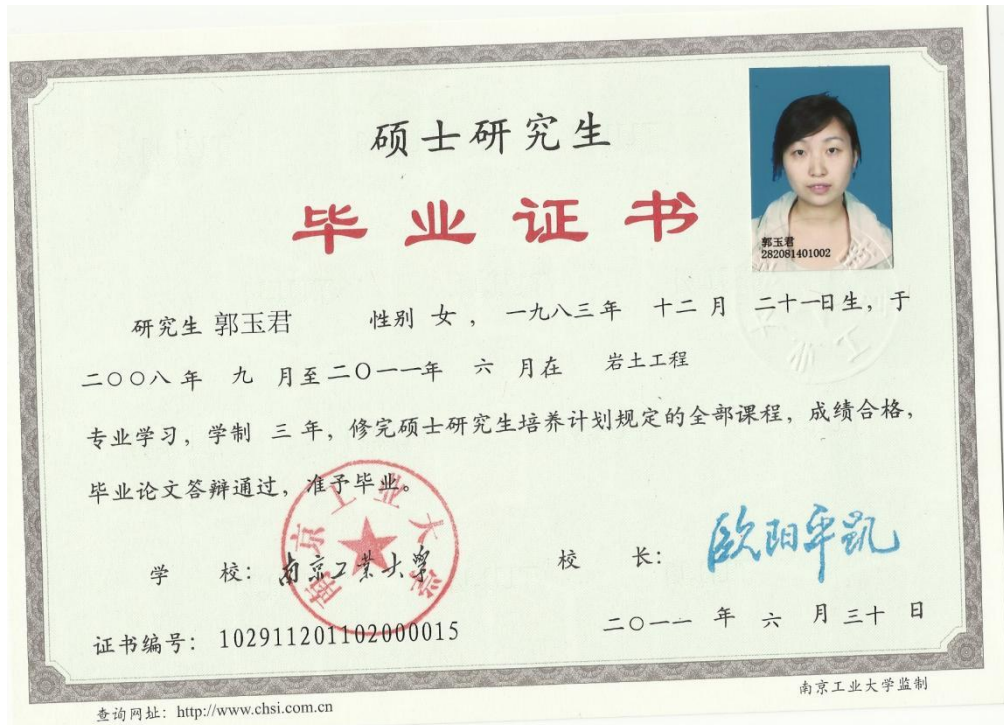 硕士研究生
毕业证书
郭玉君
282081401002
研究生 郭玉君 性别 女 ， 一九八三年 十二 月 二十一日生，于
二〇〇八 年 九 月至二〇一一年 六 月在 岩土工程
专业学习，学制 三 年，修完硕士研究生培养计划规定的全部课程，成绩合格，
毕业论文答辩通过，准予毕业。
南京工业大学
学 校：南京工业大学
校 长：欧阳平凯
证书编号：102911201102000015
二〇一一 年 六 月 三十 日
南京工业大学监制
查询网址：http://www.chsi.com.cn